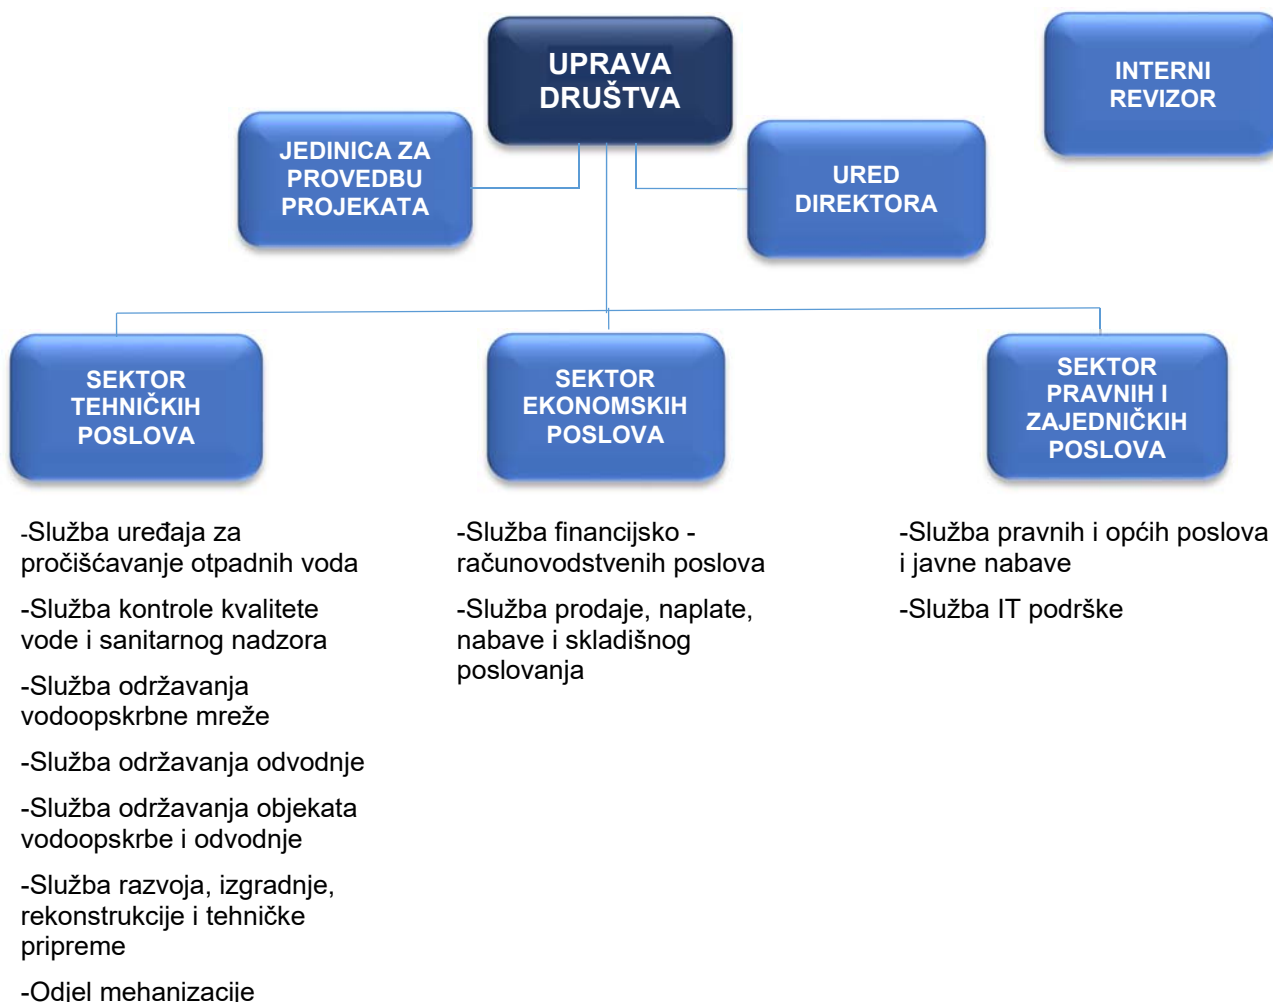 UPRAVA
DRUŠTVA
INTERNI
REVIZOR
JEDINICA ZA
PROVEDBU
PROJEKATA
URED
DIREKTORA
SEKTOR
TEHNIČKIH
POSLOVA
SEKTOR
EKONOMSKIH
POSLOVA
SEKTOR
PRAVNIH I
ZAJEDNIČKIH
POSLOVA
-Služba uređaja za
pročišćavanje otpadnih voda
-Služba kontrole kvalitete
vode i sanitarnog nadzora
-Služba održavanja
vodoopskrbne mreže
-Služba održavanja odvodnje
-Služba održavanja objekata
vodoopskrbe i odvodnje
-Služba razvoja, izgradnje,
rekonstrukcije i tehničke
pripreme
-Odjel mehanizacije
-Služba financijsko -
računovodstvenih poslova
-Služba prodaje, naplate,
nabave i skladišnog
poslovanja
-Služba pravnih i općih poslova
i javne nabave
-Služba IT podrške